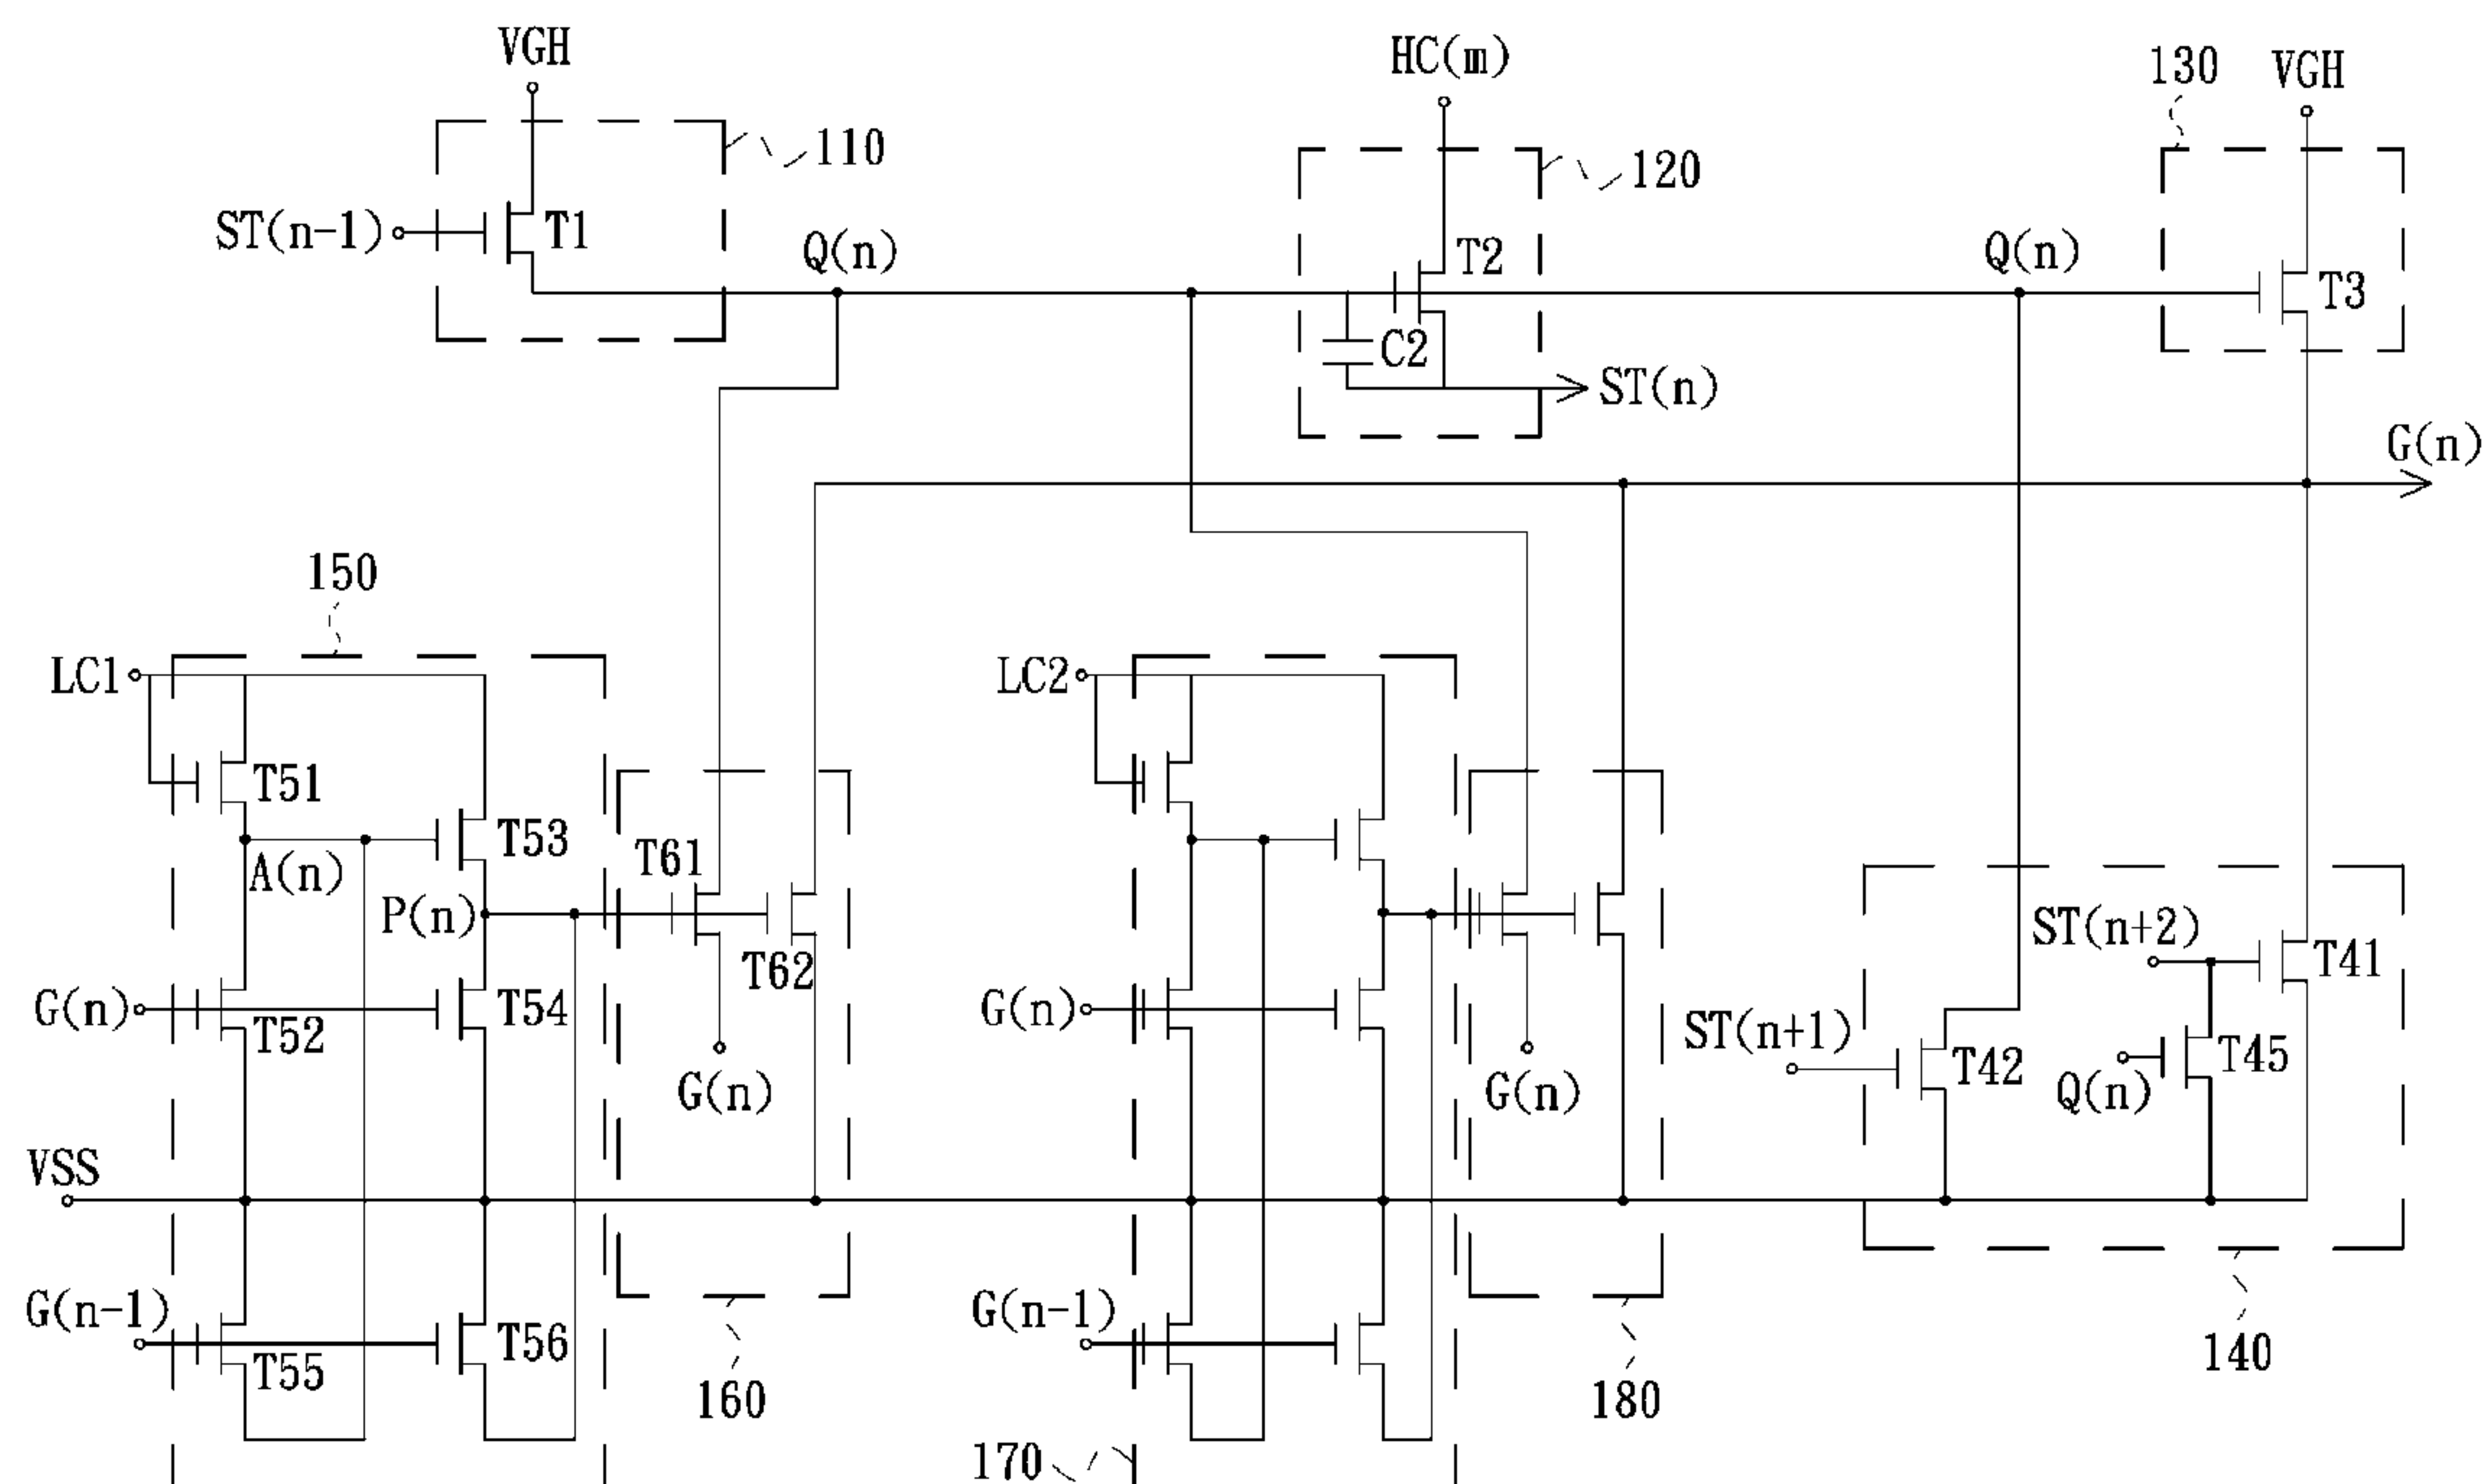 VGH
HC(m)
130
VGH
110
120
ST(n-1)
T1
Q(n)
T2
Q(n)
T3
C2
ST(n)
G(n)
150
LC1
LC2
T51
T53
A(n)
T61
P(n)
ST(n+2)
T41
T62
G(n)
T52
T54
G(n)
ST(n+1)
T42
T45
G(n)
G(n)
Q(n)
VSS
G(n-1)
T55
T56
G(n-1)
160
180
140
170